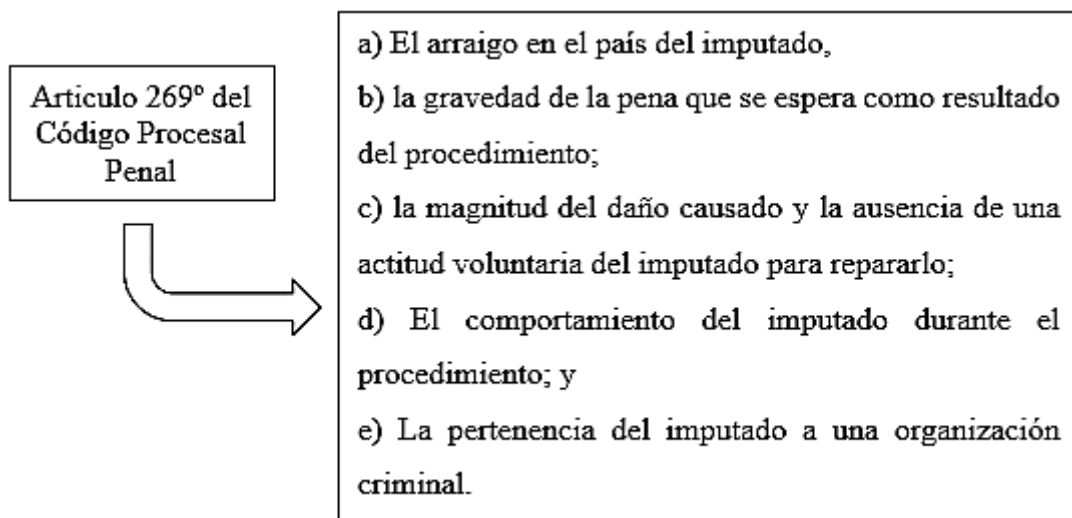 Articulo 269º del
Código Procesal
Penal
a) El arraigo en el país del imputado,
b) la gravedad de la pena que se espera como resultado
del procedimiento;
c) la magnitud del daño causado y la ausencia de una
actitud voluntaria del imputado para repararlo;
d) El comportamiento del imputado durante el
procedimiento; y
e) La pertenencia del imputado a una organización
criminal.